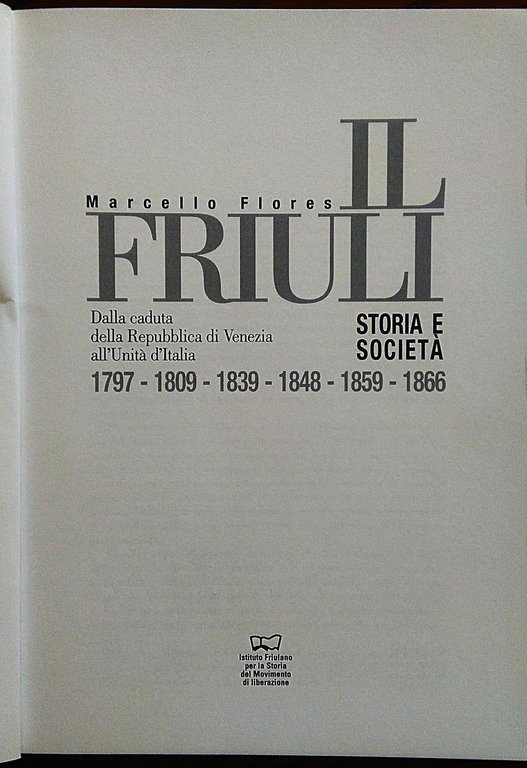 IL
Marcello Flores
FRIULI
Dalla caduta
della Repubblica di Venezia
all'Unità d'Italia
STORIA E
SOCIETÀ
1797 - 1809 - 1839 - 1848 - 1859 - 1866
Istituto Friulano
per la Storia
del Movimento
di liberazione